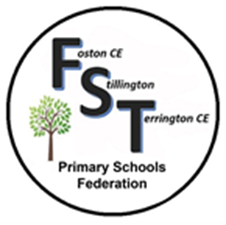 Foston CE
Stillington
Terrington CE
Primary Schools
Federation